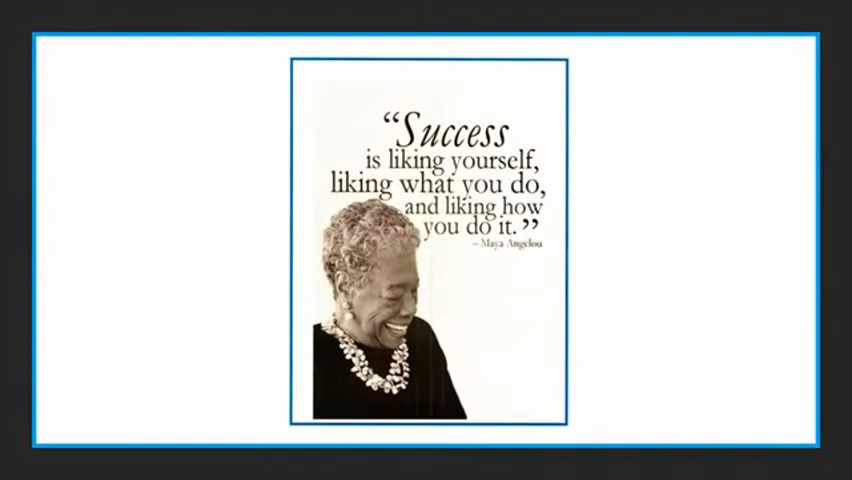 “Success
is liking yourself,
liking what you do,
and liking how
you do it.”
– Maya Angelou